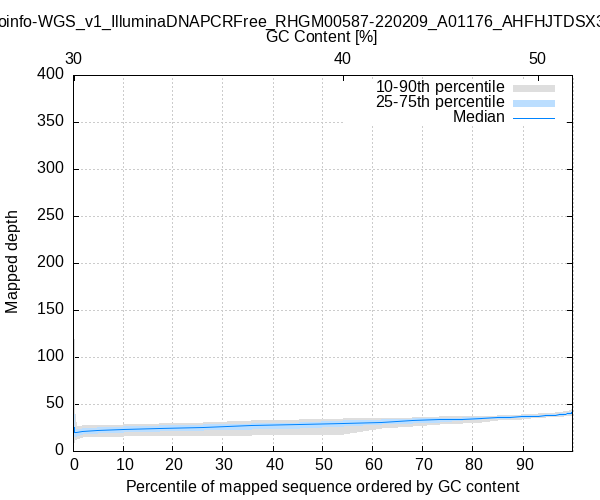 oinfo-WGS_v1_IlluminaDNAPCRFree_RHGM00587-220209_A01176_AHFHJTDSX3
GC Content [%]
30 40 50
400
350
300
250
200
150
100
50
0
10-90th percentile
25-75th percentile
Median
Mapped depth
0 10 20 30 40 50 60 70 80 90
Percentile of mapped sequence ordered by GC content